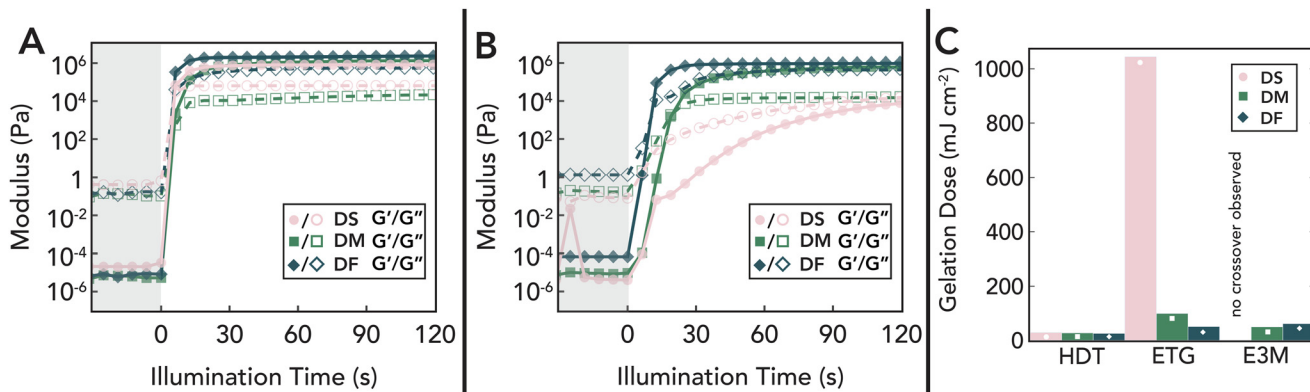 A
Modulus (Pa)
10⁶
10⁴
10²
1
10⁻²
10⁻⁴
10⁻⁶
0 30 60 90 120
Illumination Time (s)
/ DS G′/G″
/ DM G′/G″
/ DF G′/G″
B
Modulus (Pa)
10⁶
10⁴
10²
1
10⁻²
10⁻⁴
10⁻⁶
0 30 60 90 120
Illumination Time (s)
/ DS G′/G″
/ DM G′/G″
/ DF G′/G″
C
Gelation Dose (mJ cm⁻²)
1000
800
600
400
200
0
DS
DM
DF
no crossover observed
HDT ETG E3M